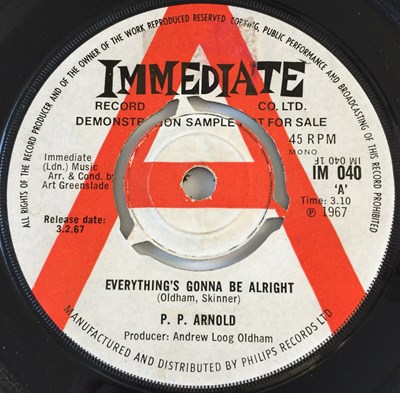 ALL RIGHTS OF THE RECORD PRODUCER AND OF THE OWNER OF THE WORK REPRODUCED RESERVED COPYING, PUBLIC PERFORMANCE AND BROADCASTING OF THIS RECORD PROHIBITED
IMMEDIATE
RECORD CO. LTD.
DEMONSTRATION SAMPLE NOT FOR SALE
45 RPM
MONO
Immediate
(Ldn.) Music
Arr. & Cond. by
Art Greenslade
IM 040
'A'
Time: 3.10
℗ 1967
Release date:
3.2.67
EVERYTHING'S GONNA BE ALRIGHT
(Oldham, Skinner)
P. P. ARNOLD
Producer: Andrew Loog Oldham
MANUFACTURED AND DISTRIBUTED BY PHILIPS RECORDS LTD